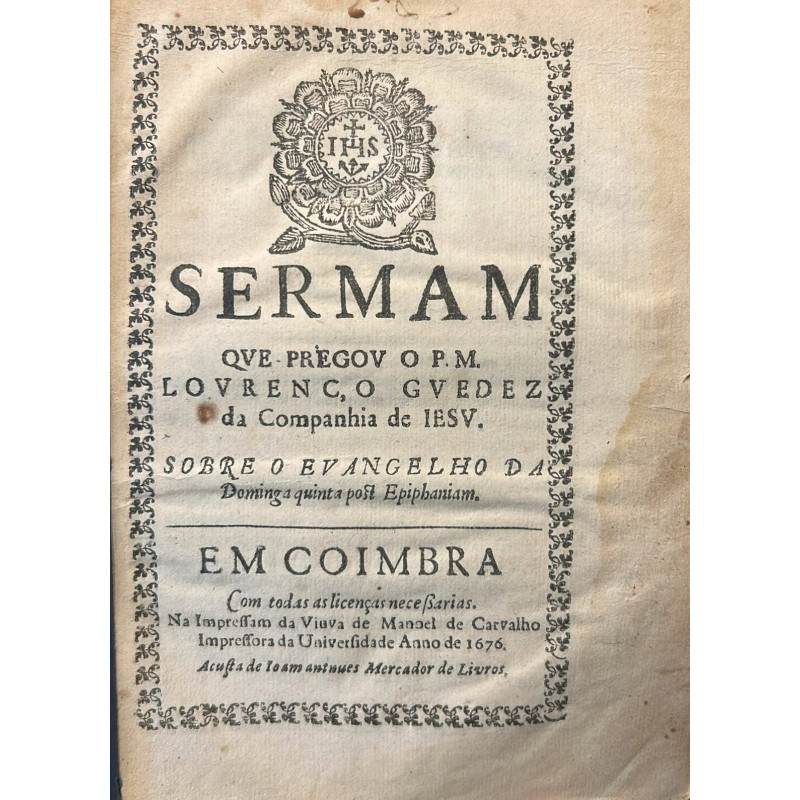 IHS
SERMAM
QVE PREGOV O P. M.
LOVRENC,O GVEDEZ
da Companhia de IESV.
SOBRE O EVANGELHO DA
Dominga quinta post Epiphaniam.
EM COIMBRA
Com todas as licenças necessarias.
Na Impressam da Viuva de Manoel de Carvalho
Impressora da Universidade Anno de 1676.
Acusta de Ioam antnues Mercador de Livros,